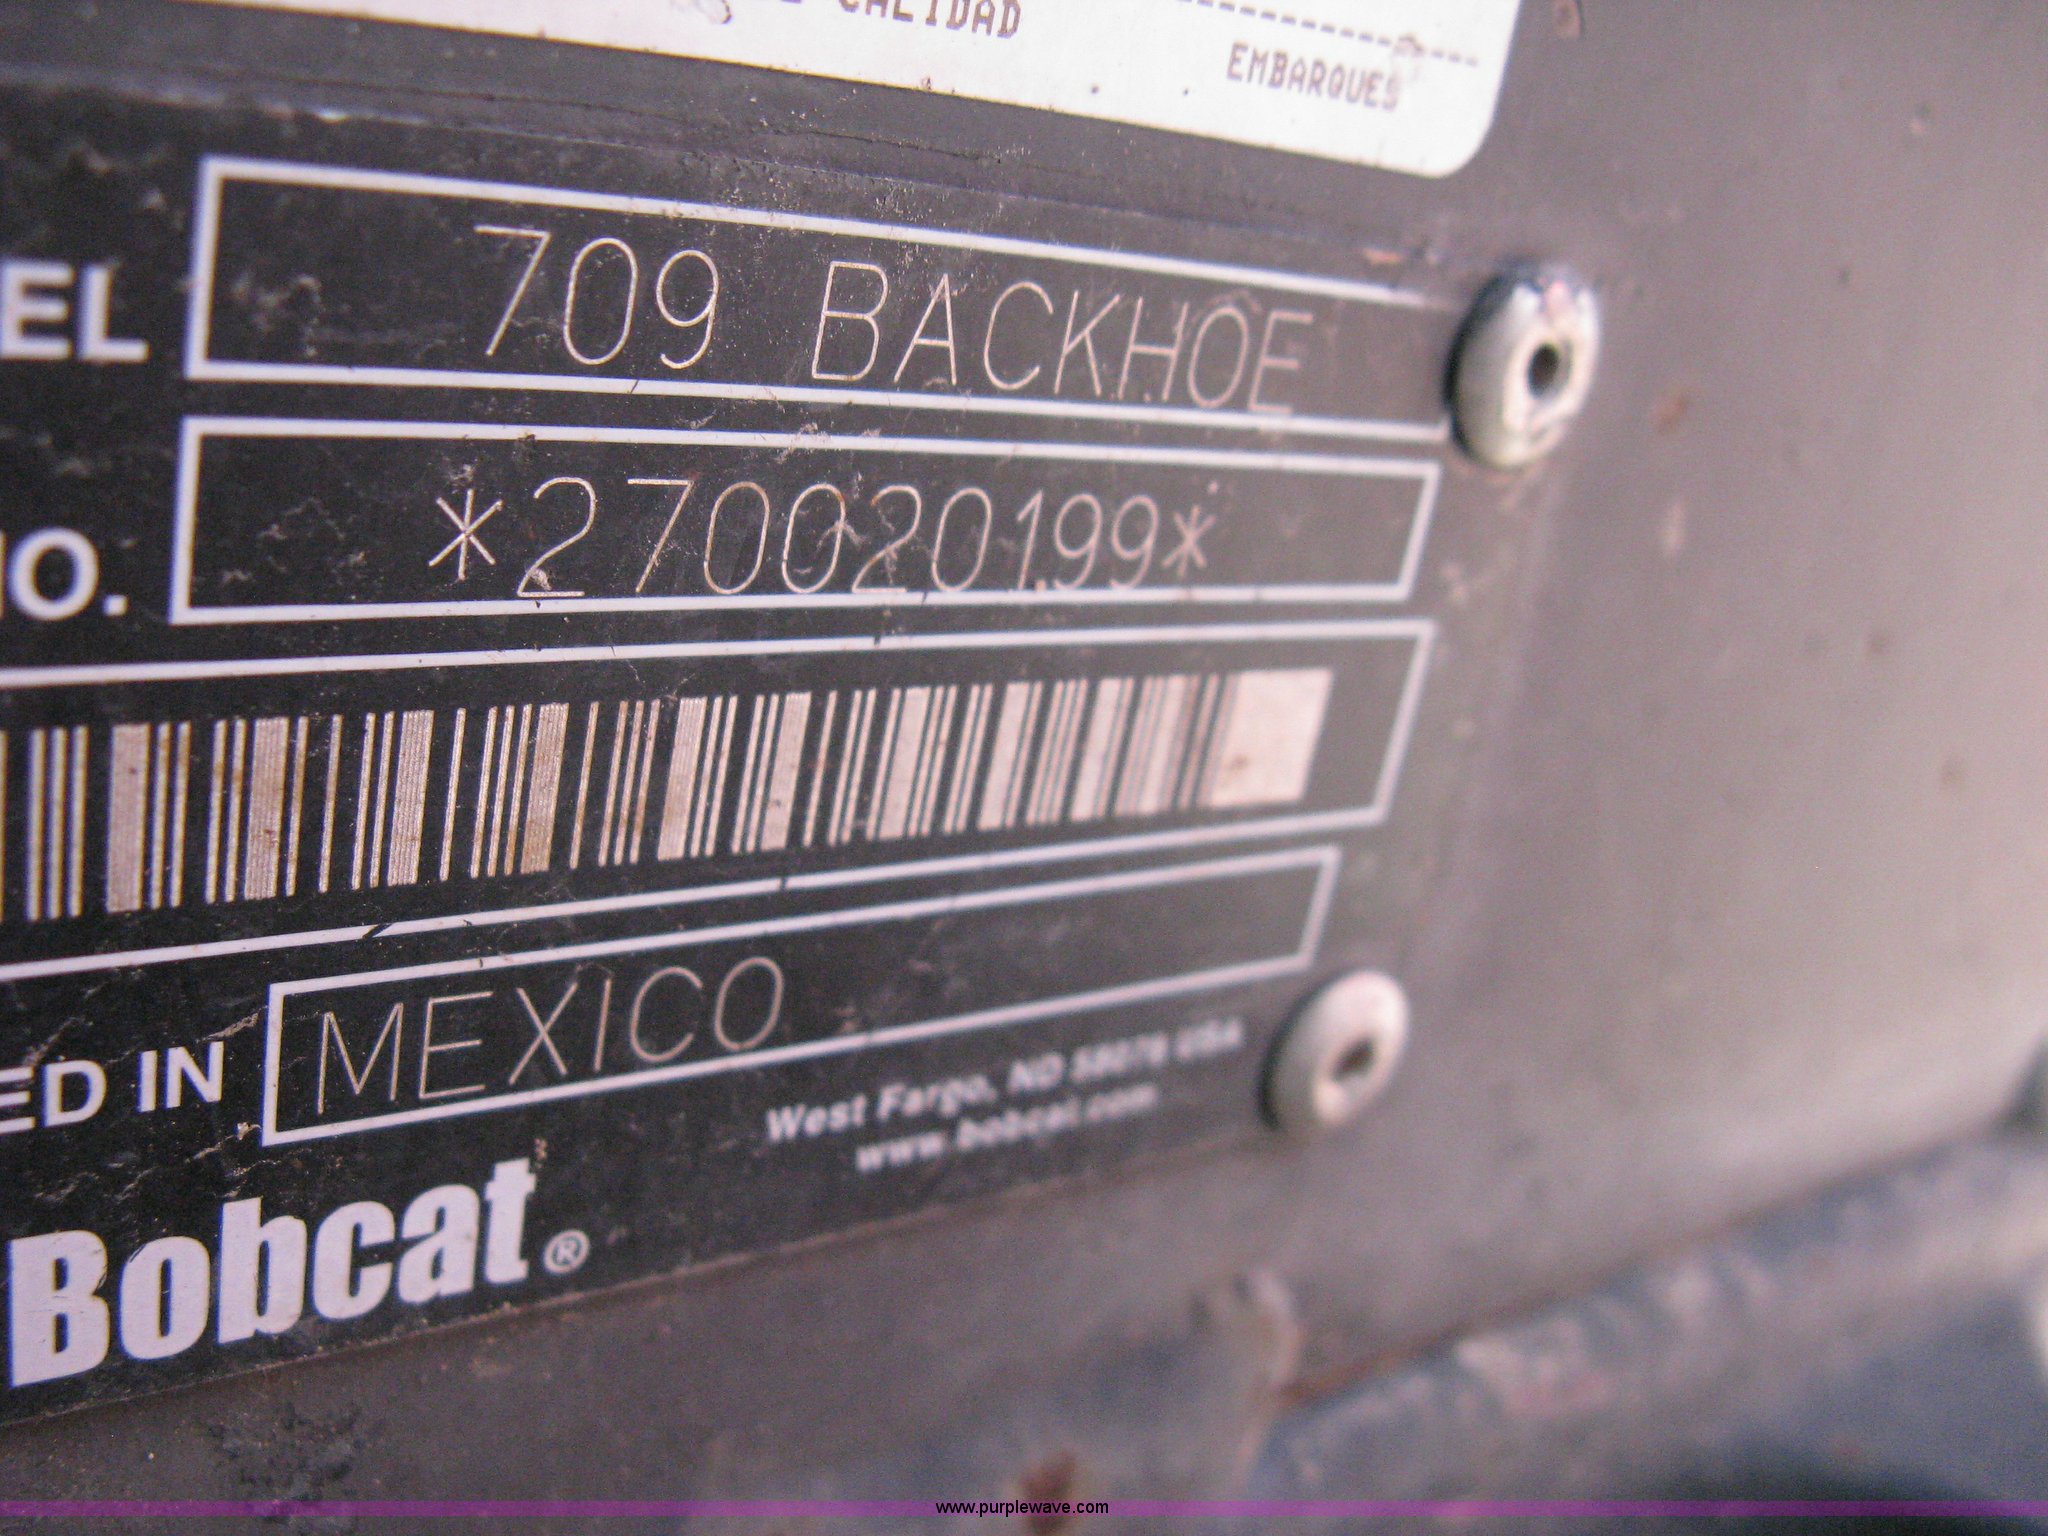 CALIDAD
EMBARQUES
EL 709 BACKHOE
O. *270020199*
ED IN MEXICO
West Fargo, ND 58078 USA
www.bobcat.com
Bobcat®
www.purplewave.com